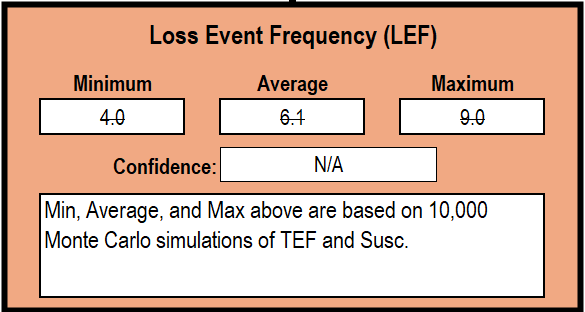 Loss Event Frequency (LEF)
Minimum Average Maximum
4.0 6.1 9.0
Confidence: N/A
Min, Average, and Max above are based on 10,000
Monte Carlo simulations of TEF and Susc.